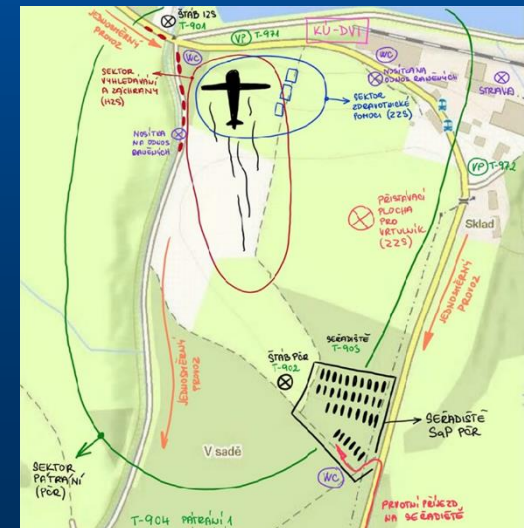 JEDNOSMĚRNÝ
PROVOZ
ŠTÁB IZS
T-901
VP T-971
KÚ-DVI
WC
WC
SEKTOR
VYHLEDÁVÁNÍ
A ZÁCHRANY
(HZS)
NOSÍTKA NA
ODNOS RANĚNÝCH
STRAVA
SEKTOR
ZDRAVOTNICKÉ
POMOCI (ZZS)
NOSÍTKA
NA ODNOS
RANĚNÝCH
VP T-972
PŘISTÁVACÍ
PLOCHA
PRO
VRTULNÍK
(ZZS)
Sklad
JEDNOSMĚRNÝ
PROVOZ
JEDNOSMĚRNÝ
PROVOZ
SEŘADIŠTĚ
T-903
ŠTÁB PČR
T-902
SEŘADIŠTĚ
SaP PČR
V sadě
SEKTOR
PÁTRÁNÍ
(PČR)
WC
T-904 PÁTRÁNÍ 1
PRVOTNÍ PŘÍJEZD
NA SEŘADIŠTĚ